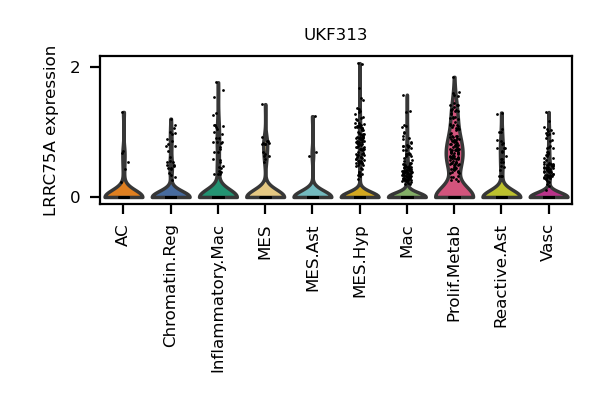 UKF313
LRRC75A expression
2
0
AC
Chromatin.Reg
Inflammatory.Mac
MES
MES.Ast
MES.Hyp
Mac
Prolif.Metab
Reactive.Ast
Vasc